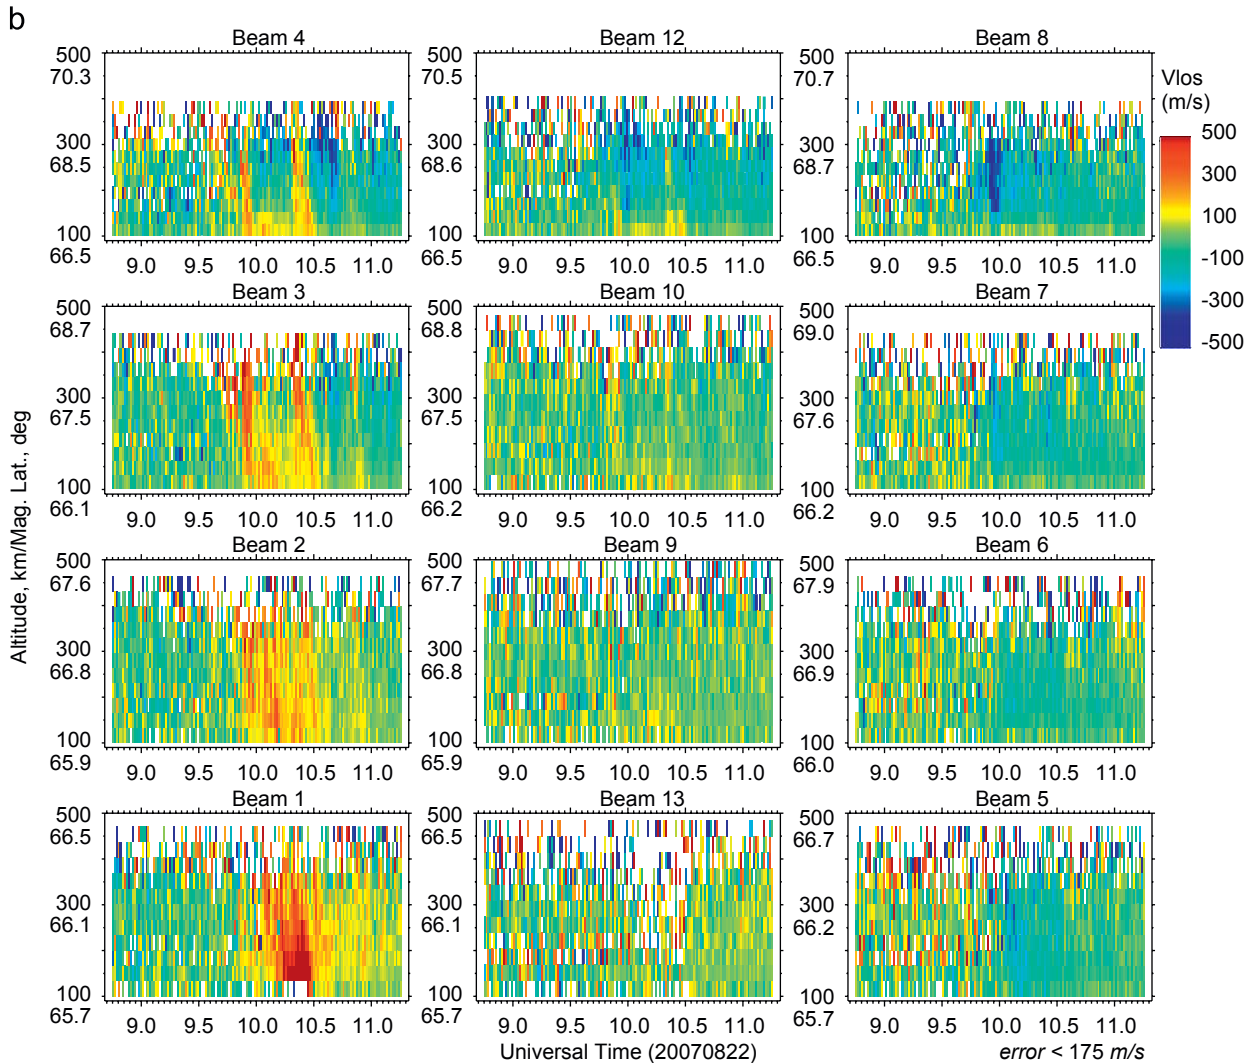 b
Beam 4
Beam 12
Beam 8
500
70.3
300
68.5
100
66.5
9.0 9.5 10.0 10.5 11.0
500
70.5
300
68.6
100
66.5
9.0 9.5 10.0 10.5 11.0
500
70.7
300
68.7
100
66.5
9.0 9.5 10.0 10.5 11.0
Vlos
(m/s)
500
300
100
-100
-300
-500
Beam 3
Beam 10
Beam 7
500
68.7
300
67.5
100
66.1
9.0 9.5 10.0 10.5 11.0
500
68.8
300
67.5
100
66.2
9.0 9.5 10.0 10.5 11.0
500
69.0
300
67.6
100
66.2
9.0 9.5 10.0 10.5 11.0
Altitude, km/Mag. Lat., deg
Beam 2
Beam 9
Beam 6
500
67.6
300
66.8
100
65.9
9.0 9.5 10.0 10.5 11.0
500
67.7
300
66.8
100
65.9
9.0 9.5 10.0 10.5 11.0
500
67.9
300
66.9
100
66.0
9.0 9.5 10.0 10.5 11.0
Beam 1
Beam 13
Beam 5
500
66.5
300
66.1
100
65.7
9.0 9.5 10.0 10.5 11.0
500
66.5
300
66.1
100
65.7
9.0 9.5 10.0 10.5 11.0
500
66.7
300
66.2
100
65.7
9.0 9.5 10.0 10.5 11.0
Universal Time (20070822)
error < 175 m/s